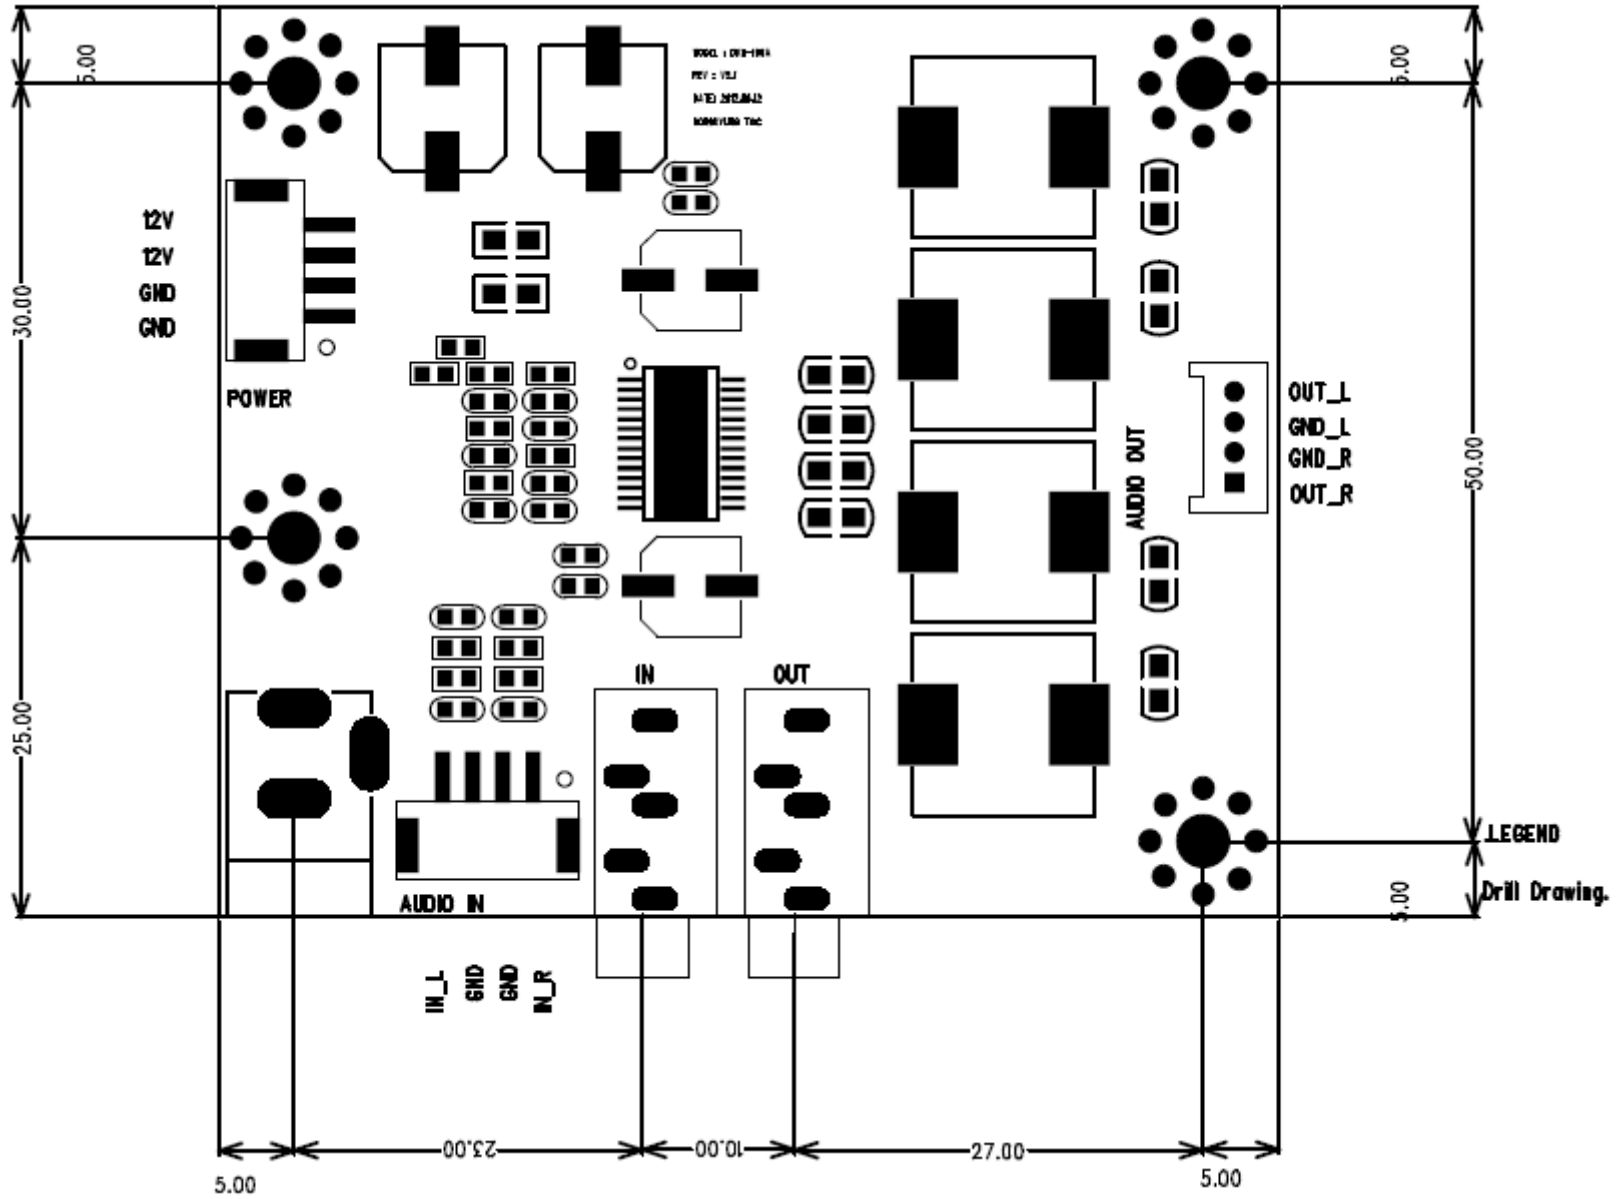 5.00
5.00
12V
12V
GND
GND
30.00
POWER
OUT_L
GND_L
GND_R
OUT_R
50.00
AUDIO OUT
IN
OUT
25.00
LEGEND
Drill Drawing.
5.00
AUDIO IN
IN_L
GND
GND
IN_R
23.00
10.00
27.00
5.00
5.00